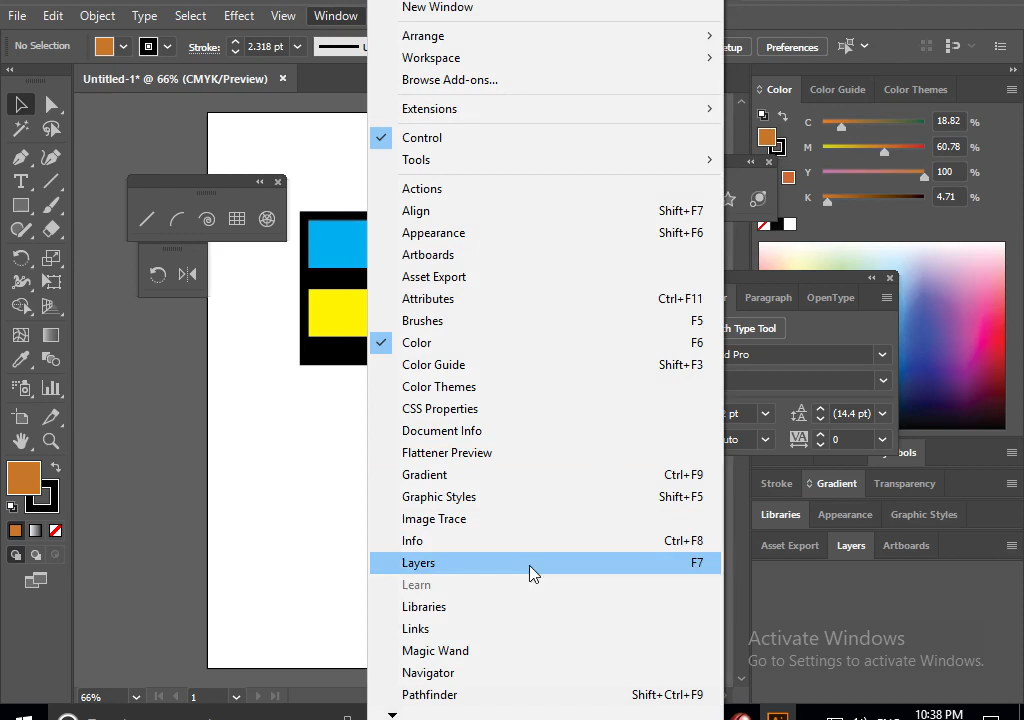 File Edit Object Type Select Effect View Window
No Selection Stroke: 2.318 pt Preferences
Untitled-1* @ 66% (CMYK/Preview)
New Window
Arrange
Workspace
Browse Add-ons...
Extensions
Control
Tools
Actions
Align Shift+F7
Appearance Shift+F6
Artboards
Asset Export
Attributes Ctrl+F11
Brushes F5
Color F6
Color Guide Shift+F3
Color Themes
CSS Properties
Document Info
Flattener Preview
Gradient Ctrl+F9
Graphic Styles Shift+F5
Image Trace
Info Ctrl+F8
Layers F7
Learn
Libraries
Links
Magic Wand
Navigator
Pathfinder Shift+Ctrl+F9
Color Color Guide Color Themes
C 18.82 %
M 60.78 %
Y 100 %
K 4.71 %
Paragraph OpenType
Type Tool
Pro
pt (14.4 pt)
0
Stroke Gradient Transparency
Libraries Appearance Graphic Styles
Asset Export Layers Artboards
Activate Windows
Go to Settings to activate Windows.
66% 1
10:38 PM